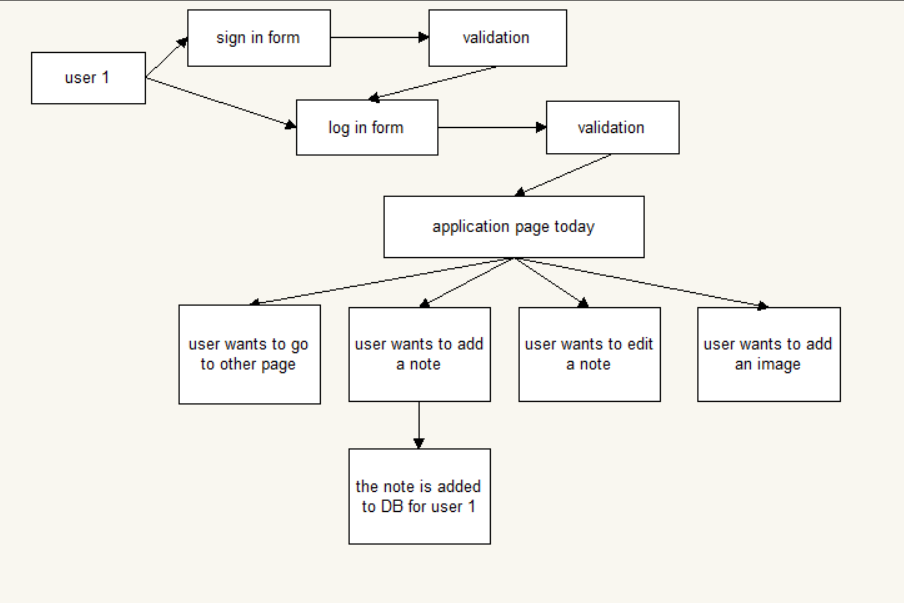 sign in form
validation
user 1
log in form
validation
application page today
user wants to go
to other page
user wants to add
a note
user wants to edit
a note
user wants to add
an image
the note is added
to DB for user 1